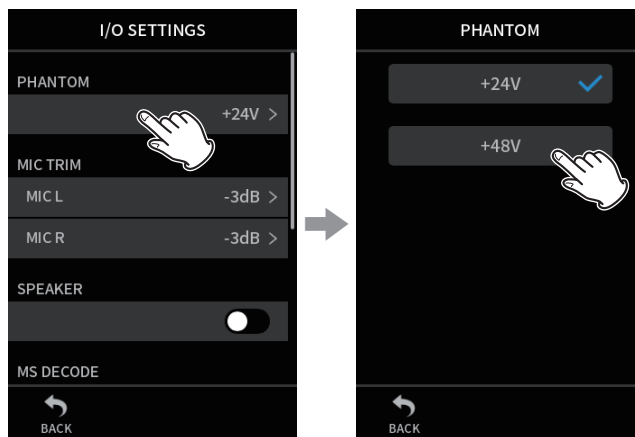 I/O SETTINGS
PHANTOM
+24V >
MIC TRIM
MIC L -3dB >
MIC R -3dB >
SPEAKER
MS DECODE
BACK
PHANTOM
+24V
+48V
BACK